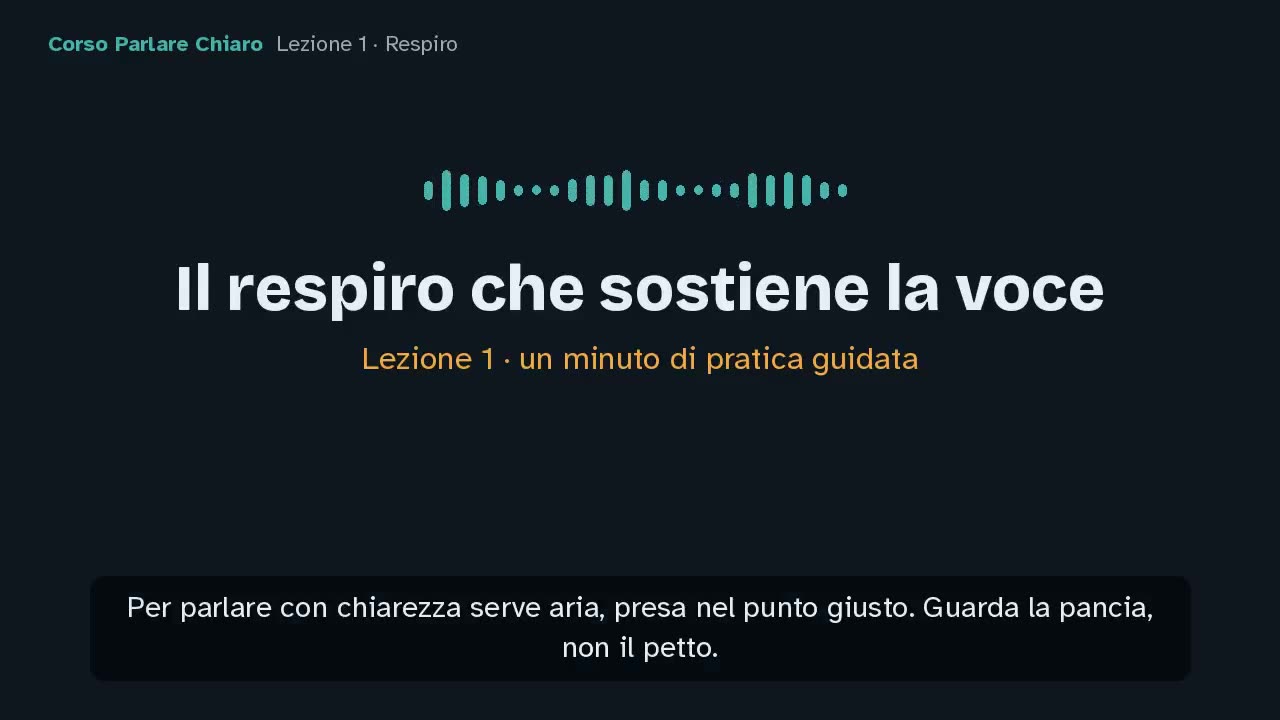 Corso Parlare Chiaro Lezione 1 · Respiro
Il respiro che sostiene la voce
Lezione 1 · un minuto di pratica guidata
Per parlare con chiarezza serve aria, presa nel punto giusto. Guarda la pancia,
non il petto.